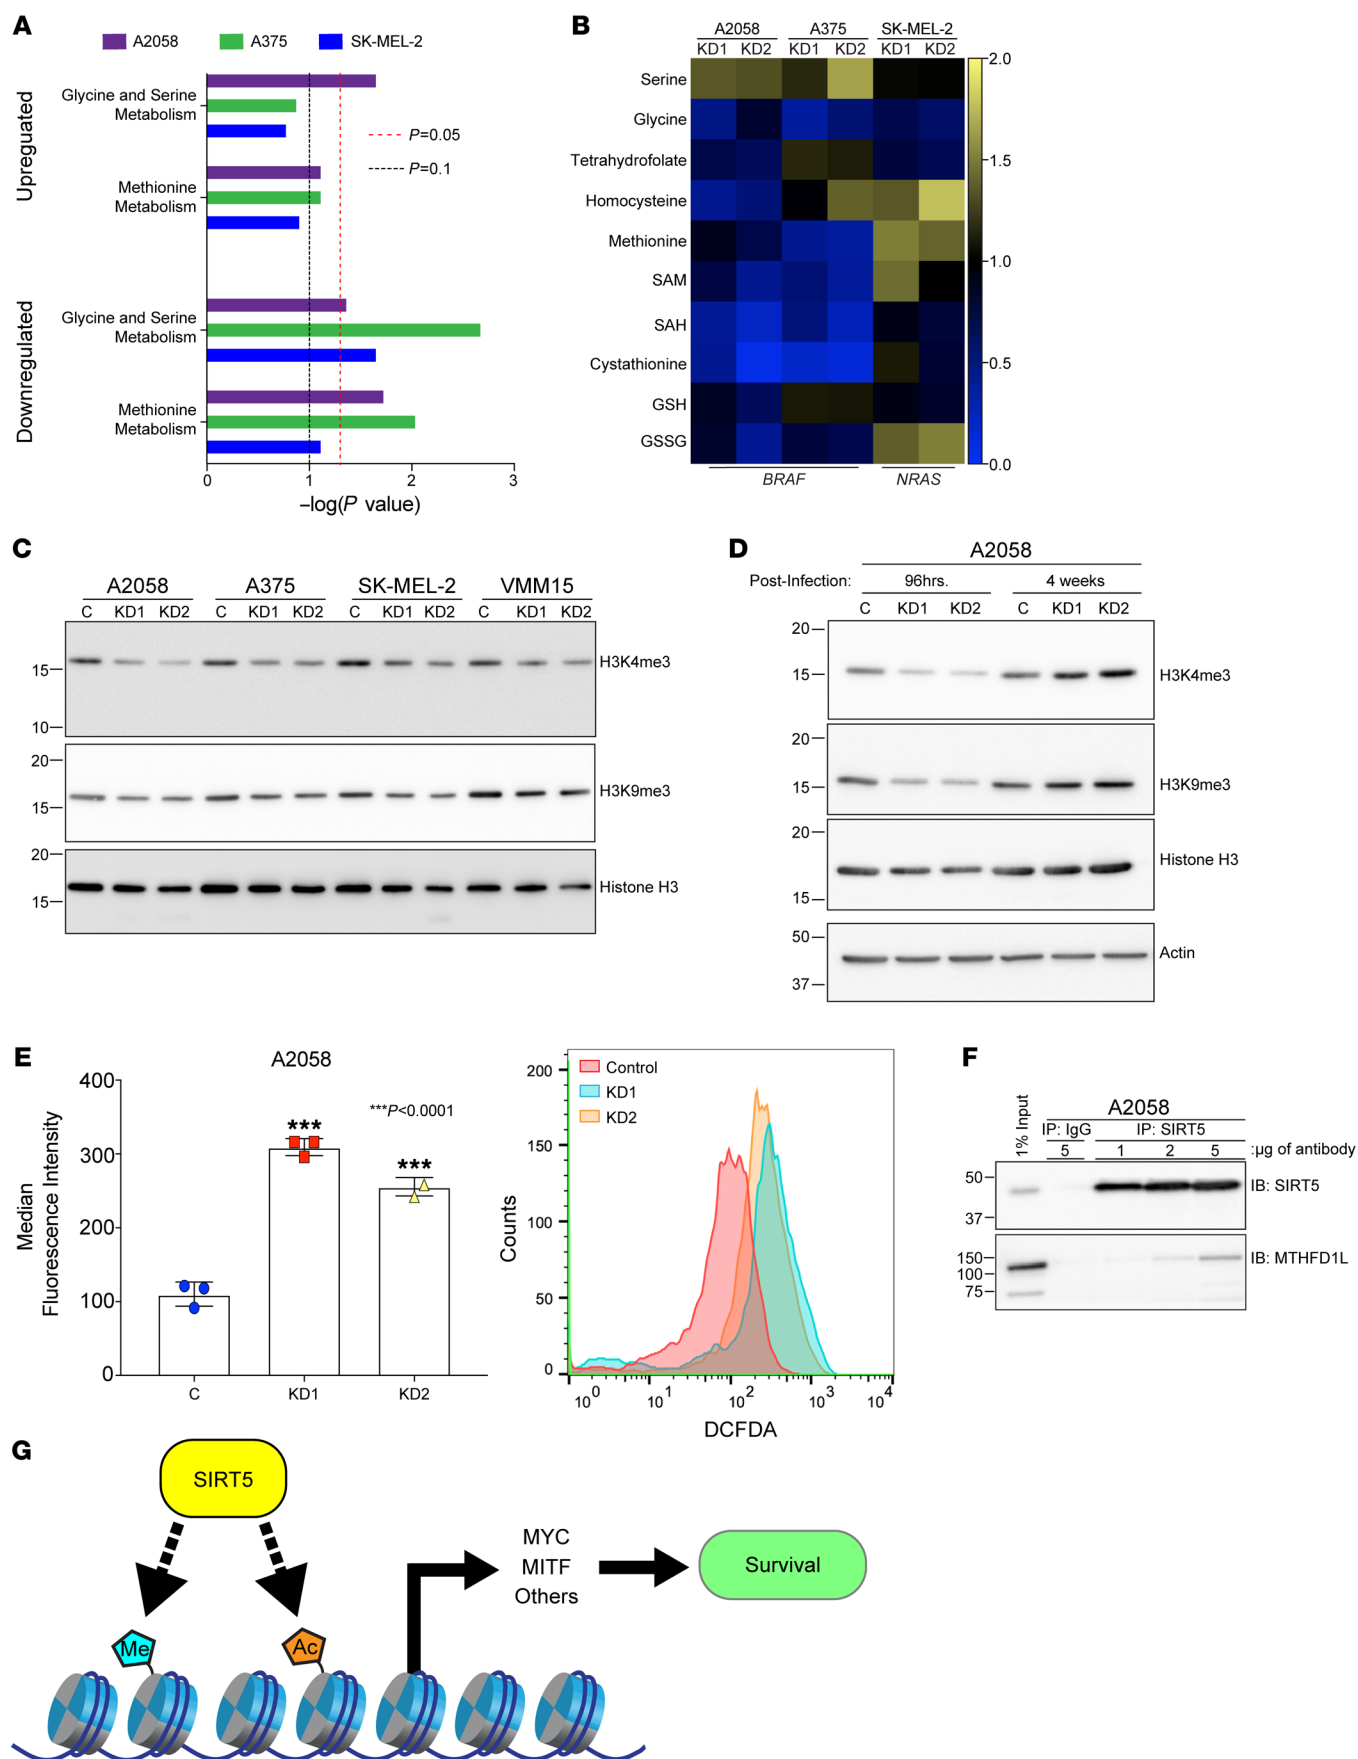 A
A2058 A375 SK-MEL-2
Upreguated
Glycine and Serine
Metabolism
Methionine
Metabolism
P=0.05
P=0.1
Downregulated
Glycine and Serine
Metabolism
Methionine
Metabolism
0 1 2 3
–log(P value)
B
A2058 A375 SK-MEL-2
KD1 KD2 KD1 KD2 KD1 KD2
Serine
Glycine
Tetrahydrofolate
Homocysteine
Methionine
SAM
SAH
Cystathionine
GSH
GSSG
2.0
1.5
1.0
0.5
0.0
BRAF NRAS
C
A2058 A375 SK-MEL-2 VMM15
C KD1 KD2 C KD1 KD2 C KD1 KD2 C KD1 KD2
15
10
H3K4me3
20
15
H3K9me3
20
15
Histone H3
D
A2058
Post-Infection: 96hrs. 4 weeks
C KD1 KD2 C KD1 KD2
20
15
H3K4me3
20
15
H3K9me3
20
15
Histone H3
50
37
Actin
E
A2058
Median
Fluorescence Intensity
400
300
200
100
0
***P<0.0001
***
***
C KD1 KD2
Counts
200
150
100
50
0
Control
KD1
KD2
10^0 10^1 10^2 10^3 10^4
DCFDA
F
1% Input
A2058
IP: IgG IP: SIRT5
5 1 2 5 :µg of antibody
50
37
IB: SIRT5
150
100
75
IB: MTHFD1L
G
SIRT5
Me
Ac
MYC
MITF
Others
Survival